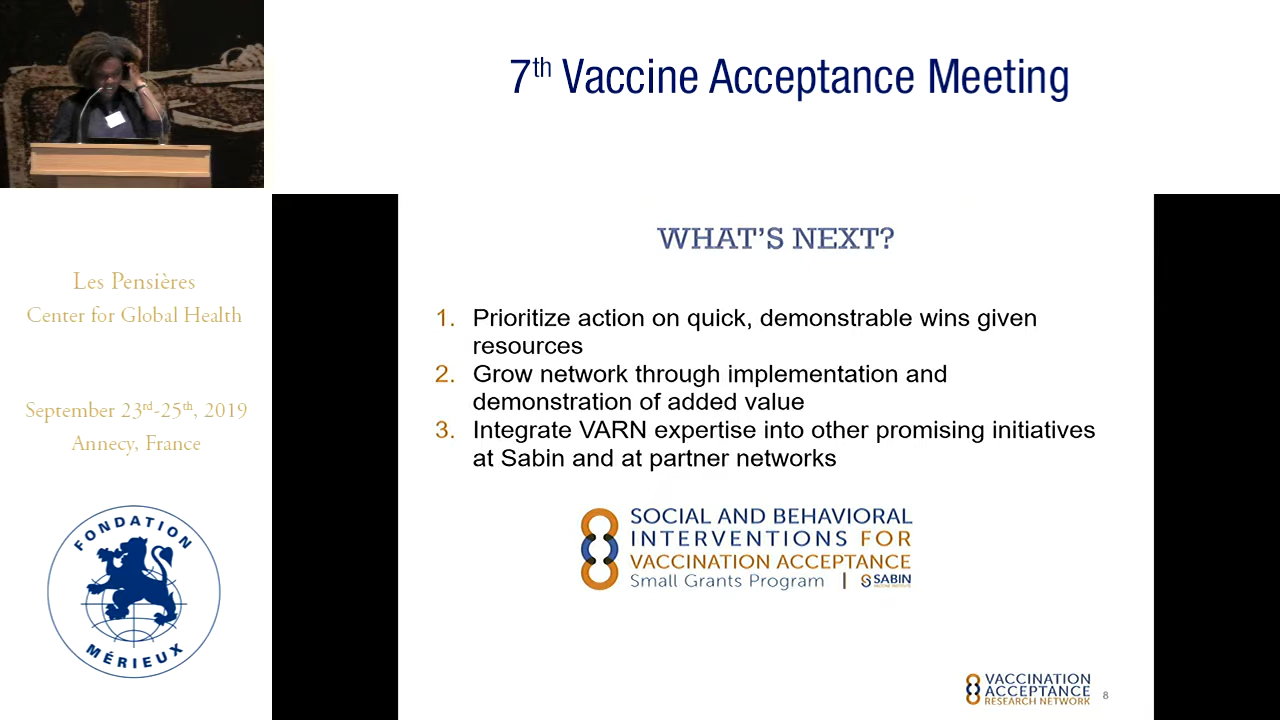 7th Vaccine Acceptance Meeting
Les Pensières
Center for Global Health
September 23rd-25th, 2019
Annecy, France
FONDATION
MÉRIEUX
WHAT'S NEXT?
1. Prioritize action on quick, demonstrable wins given
resources
2. Grow network through implementation and
demonstration of added value
3. Integrate VARN expertise into other promising initiatives
at Sabin and at partner networks
SOCIAL AND BEHAVIORAL
INTERVENTIONS FOR
VACCINATION ACCEPTANCE
Small Grants Program | SABIN
VACCINATION
ACCEPTANCE
RESEARCH NETWORK
8